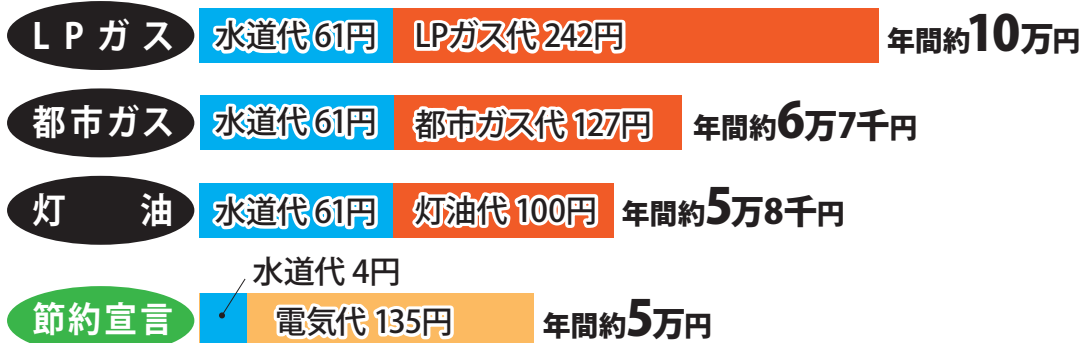 LPガス 水道代 61円 LPガス代 242円 年間約10万円
都市ガス 水道代 61円 都市ガス代 127円 年間約6万7千円
灯油 水道代 61円 灯油代 100円 年間約5万8千円
水道代 4円
節約宣言 電気代 135円 年間約5万円